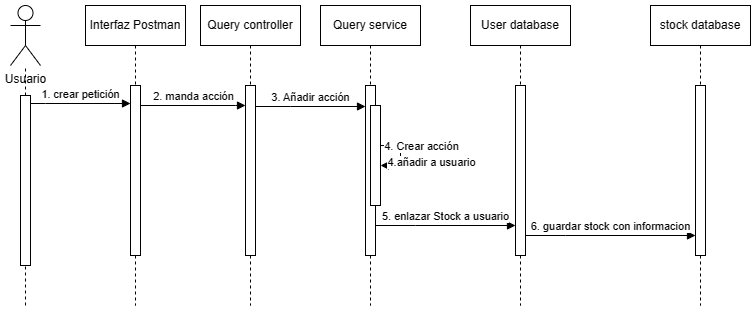 Interfaz Postman
Query controller
Query service
User database
stock database
Usuario
1. crear petición
2. manda acción
3. Añadir acción
4. Crear acción
4.añadir a usuario
5. enlazar Stock a usuario
6. guardar stock con informacion